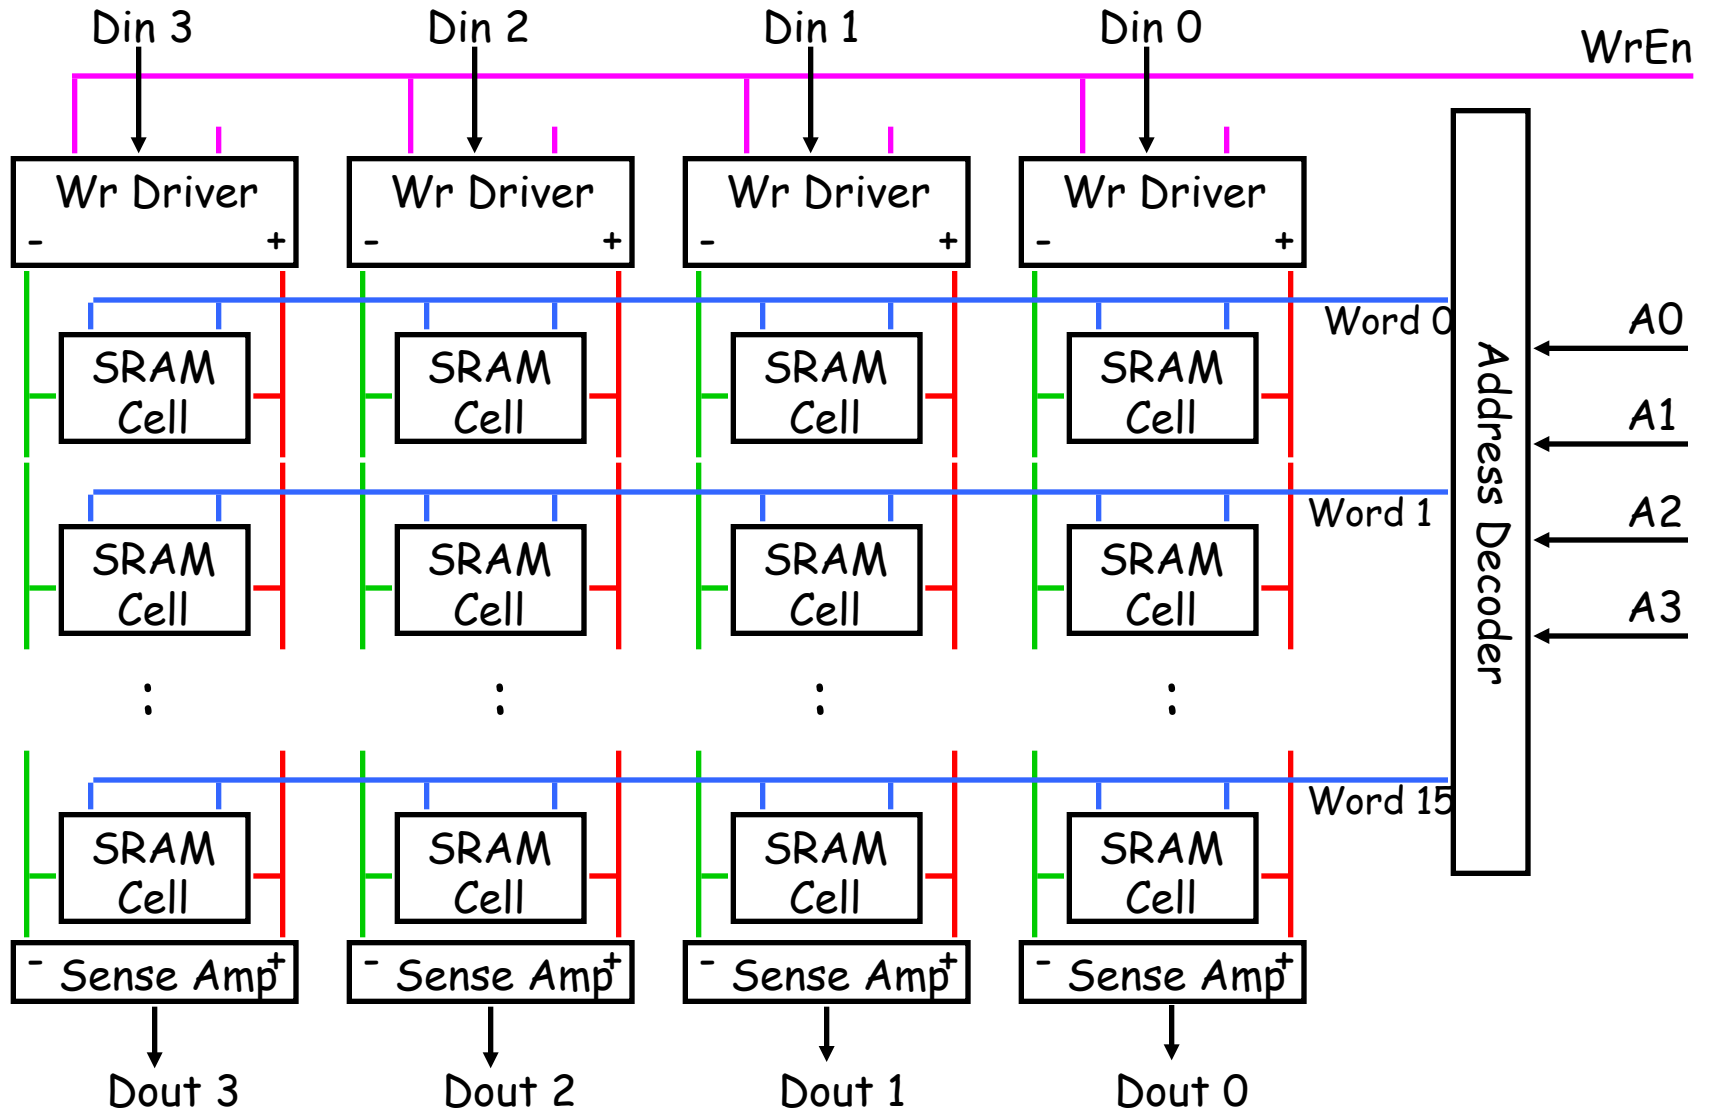 Din 3 Din 2 Din 1 Din 0 WrEn
Wr Driver Wr Driver Wr Driver Wr Driver
- + - + - + - +
Word 0
SRAM SRAM SRAM SRAM
Cell Cell Cell Cell
A0
A1
A2
A3
Address Decoder
Word 1
SRAM SRAM SRAM SRAM
Cell Cell Cell Cell
: : : :
Word 15
SRAM SRAM SRAM SRAM
Cell Cell Cell Cell
- Sense Amp + - Sense Amp + - Sense Amp + - Sense Amp +
Dout 3 Dout 2 Dout 1 Dout 0